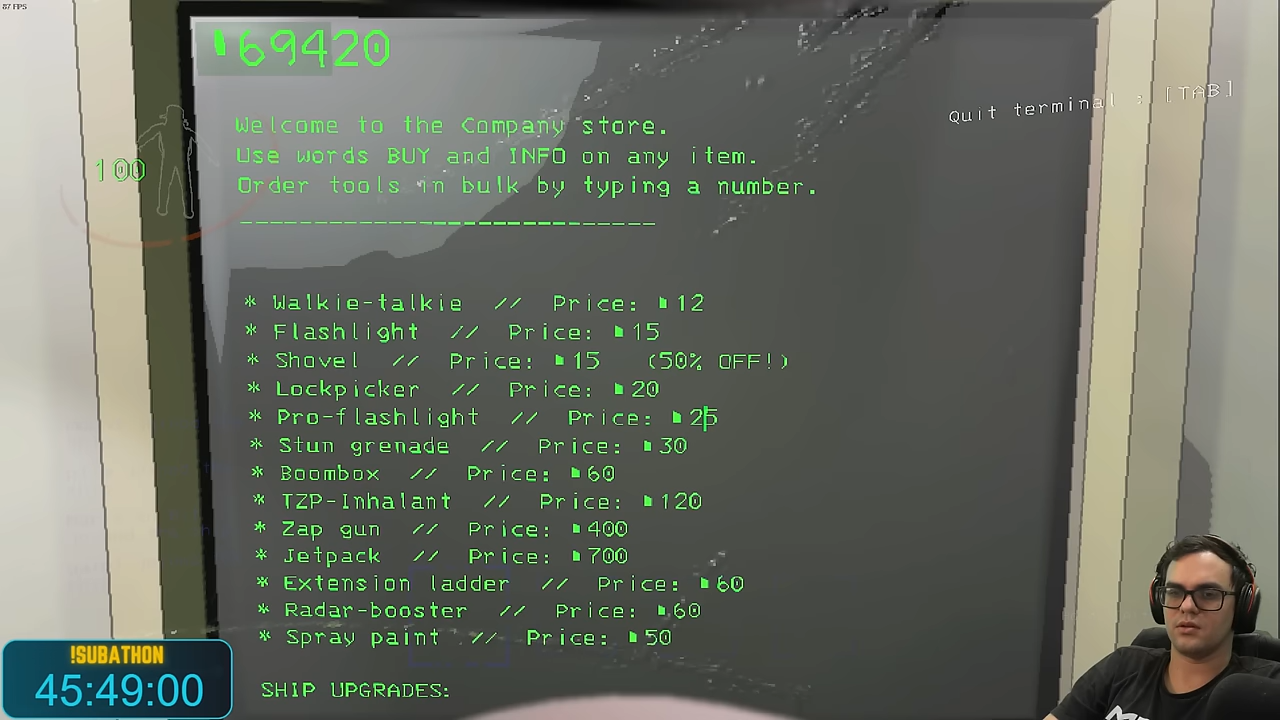 87 FPS
69420
Quit terminal : [TAB]
Welcome to the Company store.
Use words BUY and INFO on any item.
Order tools in bulk by typing a number.
100
* Walkie-talkie // Price: 12
* Flashlight // Price: 15
* Shovel // Price: 15 (50% OFF!)
* Lockpicker // Price: 20
* Pro-flashlight // Price: 25
* Stun grenade // Price: 30
* Boombox // Price: 60
* TZP-Inhalant // Price: 120
* Zap gun // Price: 400
* Jetpack // Price: 700
* Extension ladder // Price: 60
* Radar-booster // Price: 60
* Spray paint // Price: 50
SHIP UPGRADES:
!SUBATHON
45:49:00